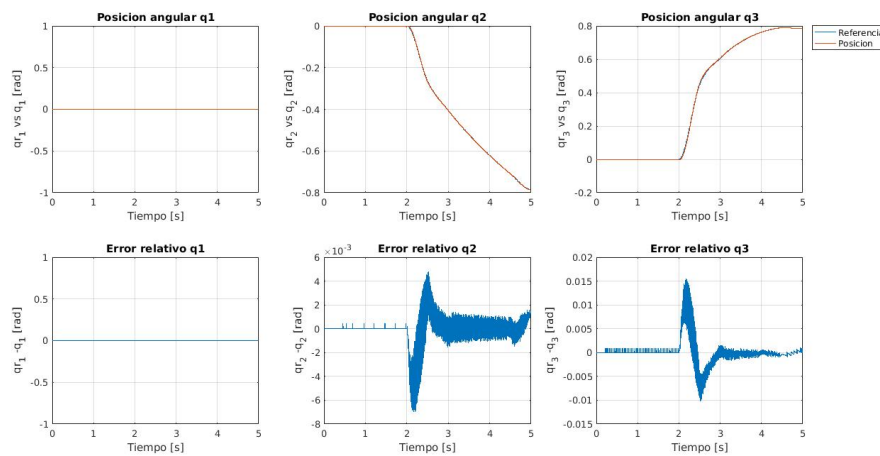 Posicion angular q1
qr1 vs q1 [rad]
1
0.5
0
-0.5
-1
0 1 2 3 4 5
Tiempo [s]
Posicion angular q2
qr2 vs q2 [rad]
0
-0.2
-0.4
-0.6
-0.8
0 1 2 3 4 5
Tiempo [s]
Posicion angular q3
qr3 vs q3 [rad]
0.8
0.6
0.4
0.2
0
-0.2
0 1 2 3 4 5
Tiempo [s]
Referencia
Posicion
Error relativo q1
qr1 -q1 [rad]
1
0.5
0
-0.5
-1
0 1 2 3 4 5
Tiempo [s]
Error relativo q2
×10-3
qr2 -q2 [rad]
6
4
2
0
-2
-4
-6
-8
0 1 2 3 4 5
Tiempo [s]
Error relativo q3
qr3 -q3 [rad]
0.02
0.015
0.01
0.005
0
-0.005
-0.01
-0.015
0 1 2 3 4 5
Tiempo [s]